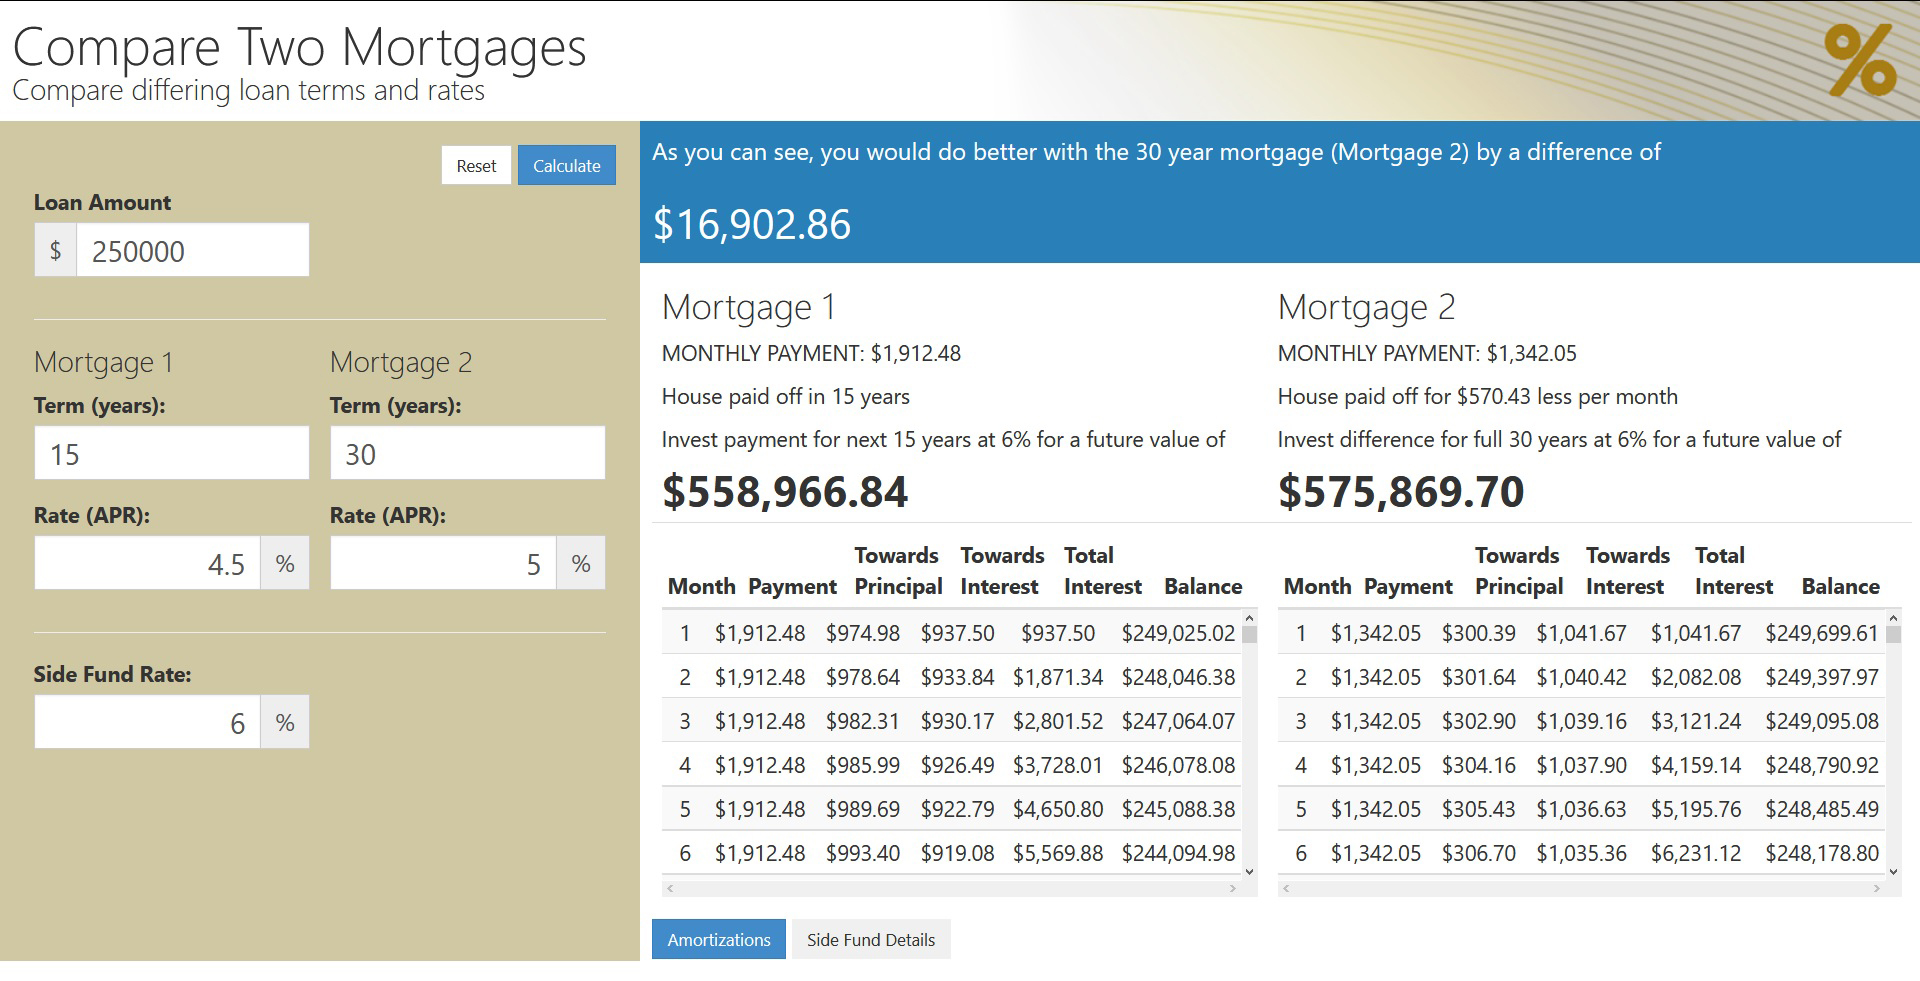 Compare Two Mortgages
Compare differing loan terms and rates
%
Reset Calculate
Loan Amount
$ 250000
Mortgage 1 Mortgage 2
Term (years): Term (years):
15 30
Rate (APR): Rate (APR):
4.5 % 5 %
Side Fund Rate:
6 %
As you can see, you would do better with the 30 year mortgage (Mortgage 2) by a difference of
$16,902.86
Mortgage 1
MONTHLY PAYMENT: $1,912.48
House paid off in 15 years
Invest payment for next 15 years at 6% for a future value of
$558,966.84
Month Payment Towards Principal Towards Interest Total Interest Balance
1 $1,912.48 $974.98 $937.50 $937.50 $249,025.02
2 $1,912.48 $978.64 $933.84 $1,871.34 $248,046.38
3 $1,912.48 $982.31 $930.17 $2,801.52 $247,064.07
4 $1,912.48 $985.99 $926.49 $3,728.01 $246,078.08
5 $1,912.48 $989.69 $922.79 $4,650.80 $245,088.38
6 $1,912.48 $993.40 $919.08 $5,569.88 $244,094.98
Mortgage 2
MONTHLY PAYMENT: $1,342.05
House paid off for $570.43 less per month
Invest difference for full 30 years at 6% for a future value of
$575,869.70
Month Payment Towards Principal Towards Interest Total Interest Balance
1 $1,342.05 $300.39 $1,041.67 $1,041.67 $249,699.61
2 $1,342.05 $301.64 $1,040.42 $2,082.08 $249,397.97
3 $1,342.05 $302.90 $1,039.16 $3,121.24 $249,095.08
4 $1,342.05 $304.16 $1,037.90 $4,159.14 $248,790.92
5 $1,342.05 $305.43 $1,036.63 $5,195.76 $248,485.49
6 $1,342.05 $306.70 $1,035.36 $6,231.12 $248,178.80
Amortizations Side Fund Details